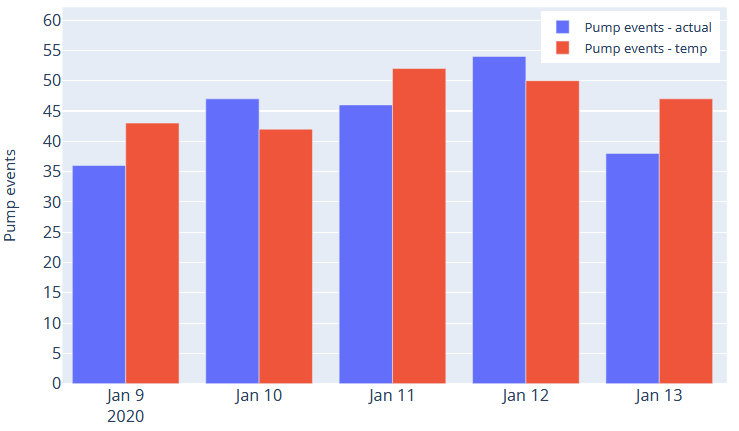 60
55
50
45
40
35
30
25
20
15
10
5
0
Pump events
Pump events - actual
Pump events - temp
Jan 9
2020
Jan 10
Jan 11
Jan 12
Jan 13